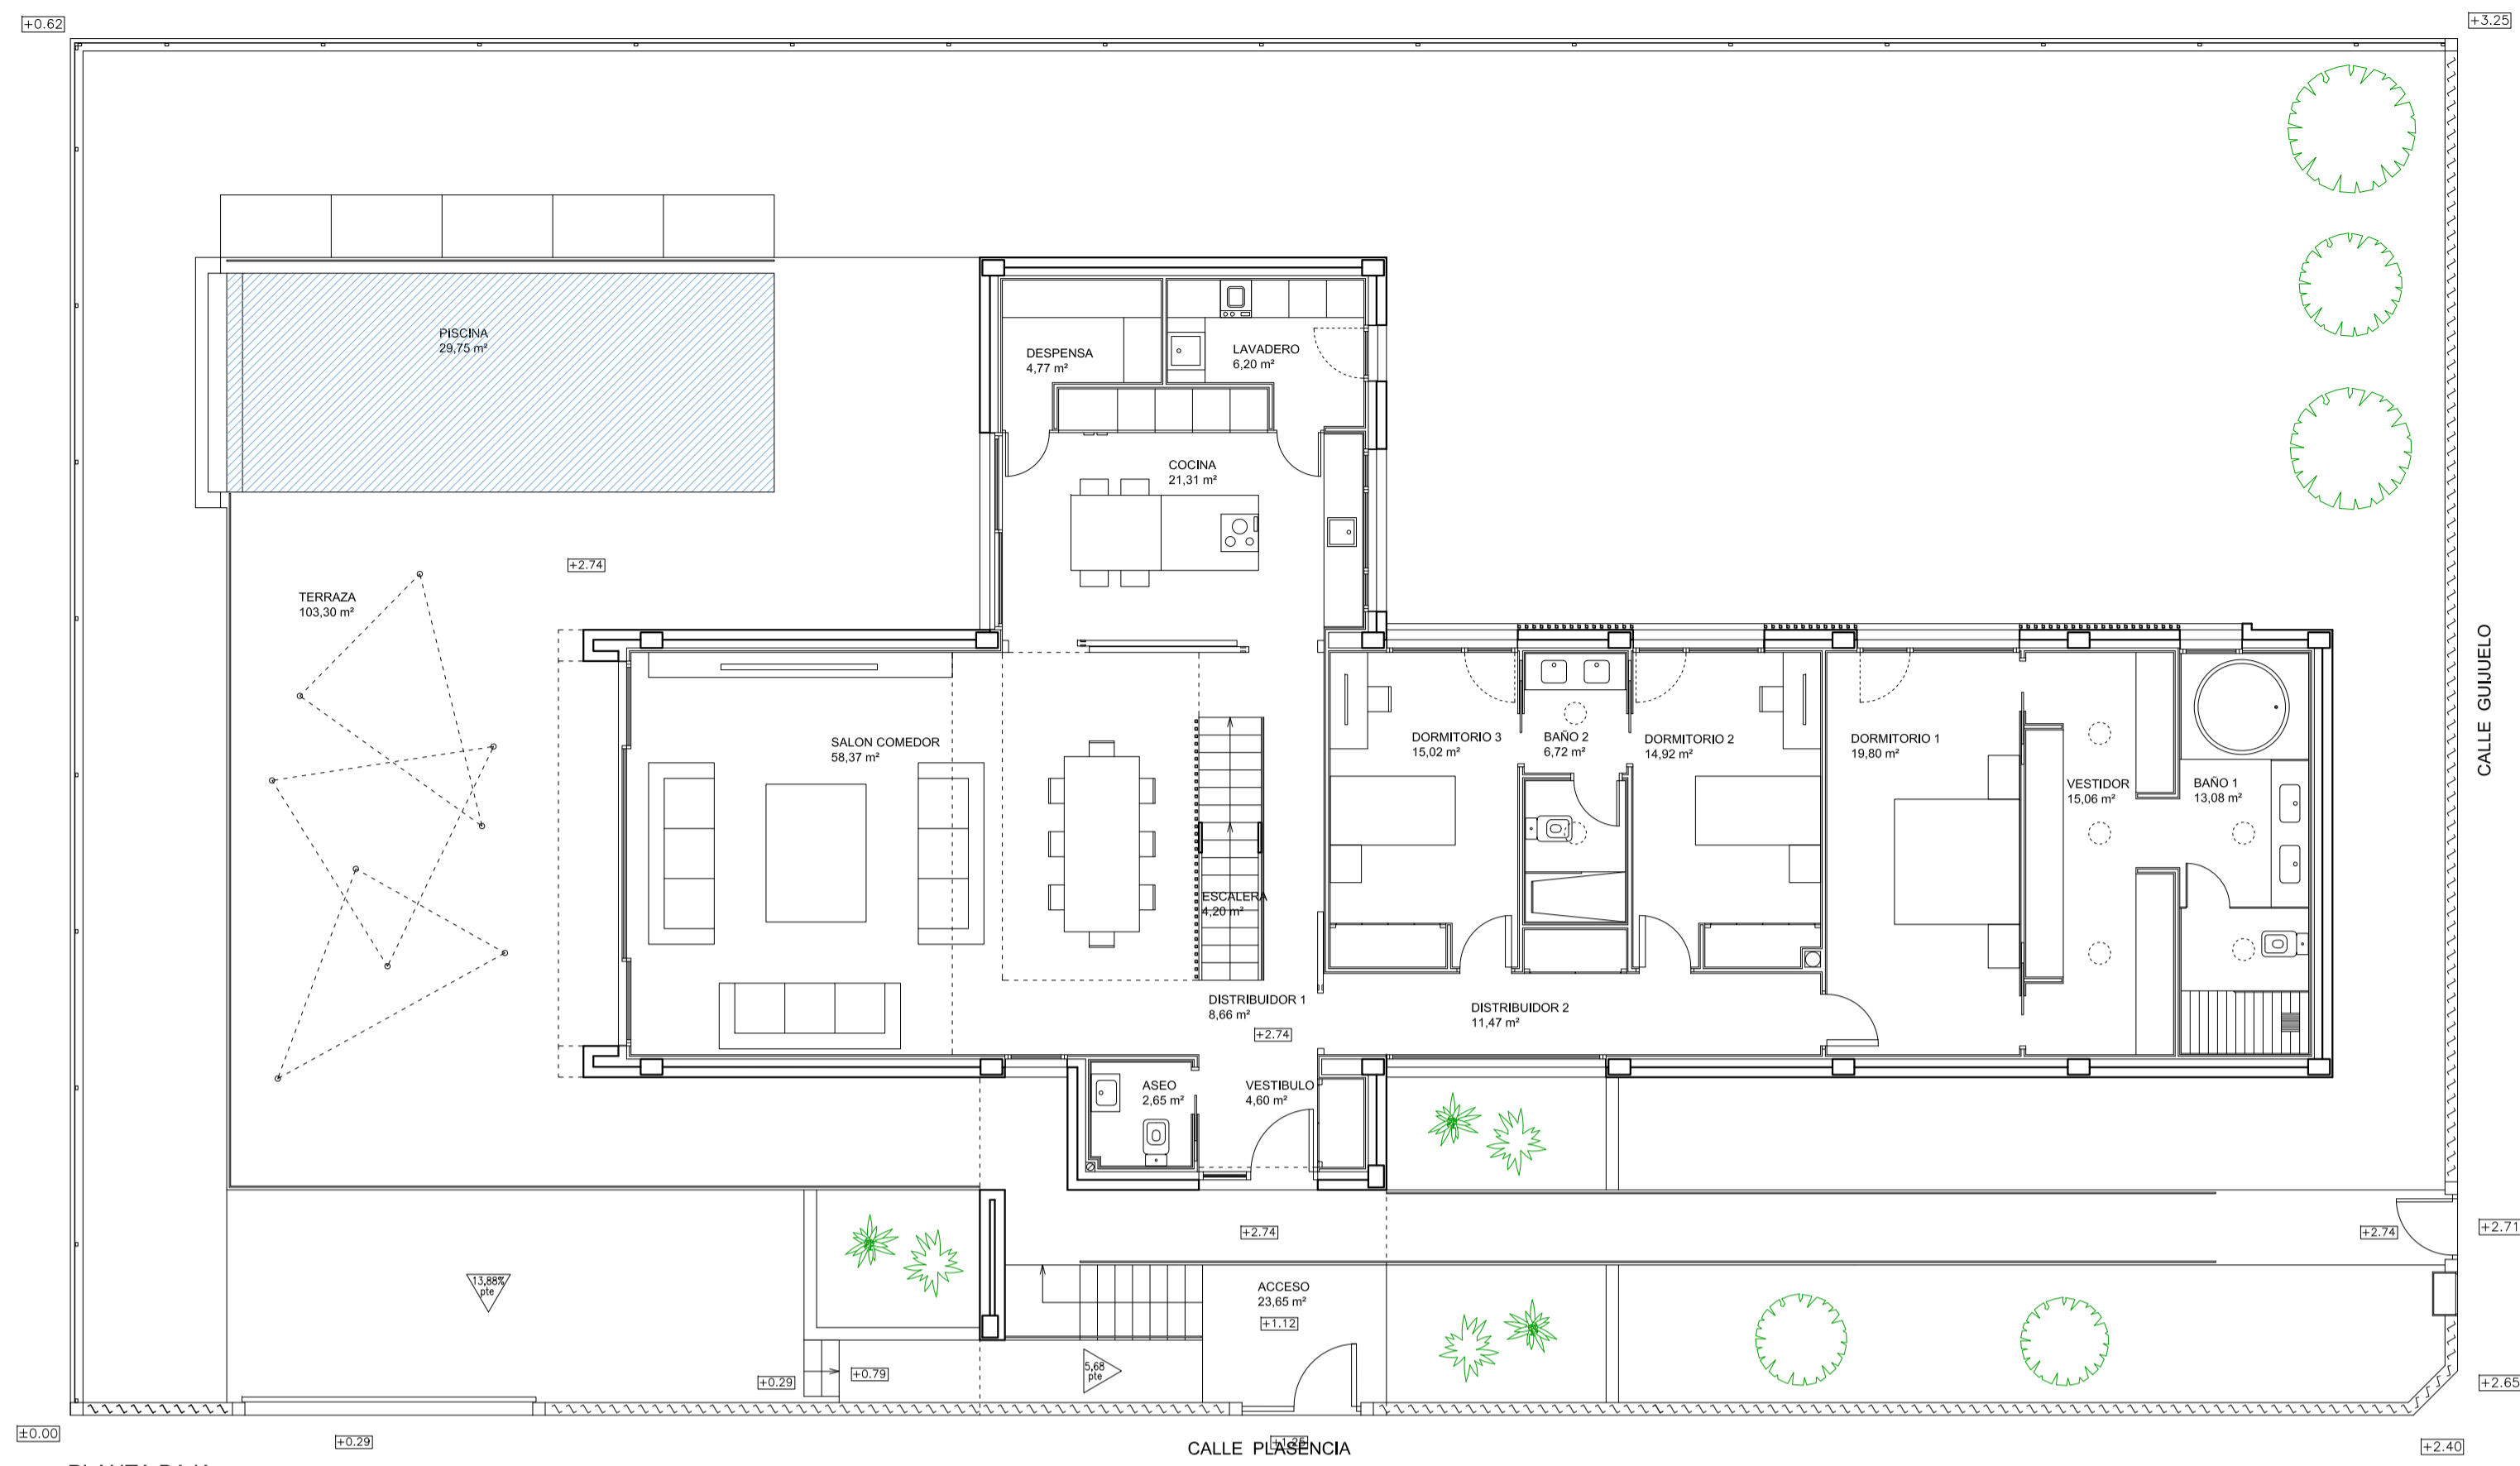 +0.62
+3.25
PISCINA
29,75 m²
DESPENSA
4,77 m²
LAVADERO
6,20 m²
COCINA
21,31 m²
+2.74
TERRAZA
103,30 m²
CALLE GUIJUELO
SALON COMEDOR
58,37 m²
DORMITORIO 3
15,02 m²
BAÑO 2
6,72 m²
DORMITORIO 2
14,92 m²
DORMITORIO 1
19,80 m²
VESTIDOR
15,06 m²
BAÑO 1
13,08 m²
ESCALERA
4,20 m²
DISTRIBUIDOR 1
8,66 m²
+2.74
DISTRIBUIDOR 2
11,47 m²
ASEO
2,65 m²
VESTIBULO
4,60 m²
+2.74
+2.74
+2.71
13,88%
pte
ACCESO
23,65 m²
+1.12
5,68
pte
+0.29
+0.79
+2.65
±0.00
+0.29
CALLE PLASENCIA
+2.40